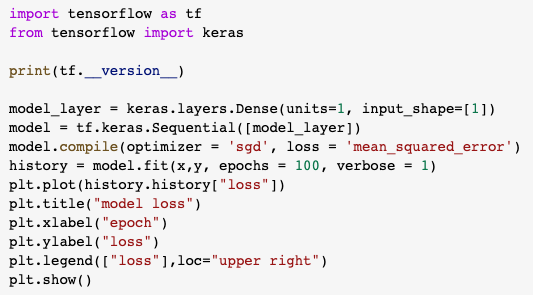 import tensorflow as tf
from tensorflow import keras
print(tf.__version__)
model_layer = keras.layers.Dense(units=1, input_shape=[1])
model = tf.keras.Sequential([model_layer])
model.compile(optimizer = 'sgd', loss = 'mean_squared_error')
history = model.fit(x,y, epochs = 100, verbose = 1)
plt.plot(history.history["loss"])
plt.title("model loss")
plt.xlabel("epoch")
plt.ylabel("loss")
plt.legend(["loss"],loc="upper right")
plt.show()